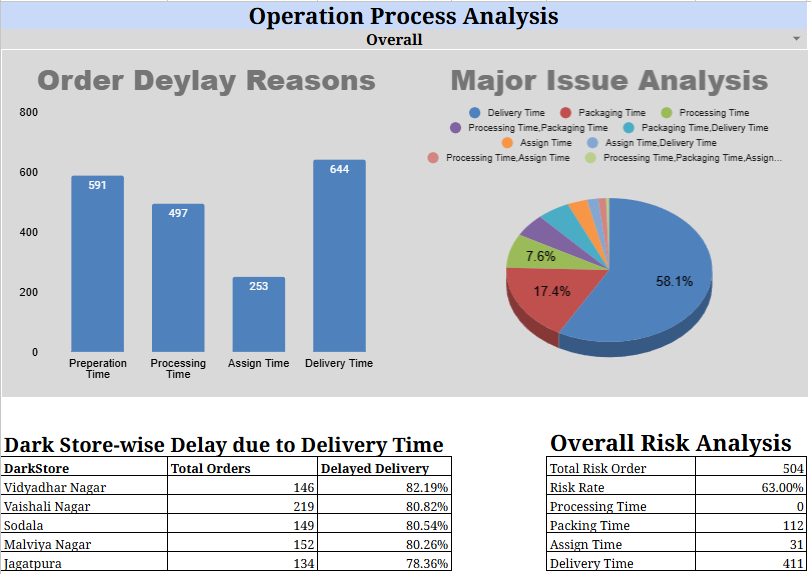 Operation Process Analysis
Overall
Order Deylay Reasons
800
600
400
200
0
591
497
253
644
Preperation Time
Processing Time
Assign Time
Delivery Time
Major Issue Analysis
Delivery Time Packaging Time Processing Time
Processing Time,Packaging Time Packaging Time,Delivery Time
Assign Time Assign Time,Delivery Time
Processing Time,Assign Time Processing Time,Packaging Time,Assign...
7.6%
17.4%
58.1%
Dark Store-wise Delay due to Delivery Time
DarkStore Total Orders Delayed Delivery
Vidyadhar Nagar 146 82.19%
Vaishali Nagar 219 80.82%
Sodala 149 80.54%
Malviya Nagar 152 80.26%
Jagatpura 134 78.36%
Overall Risk Analysis
Total Risk Order 504
Risk Rate 63.00%
Processing Time 0
Packing Time 112
Assign Time 31
Delivery Time 411